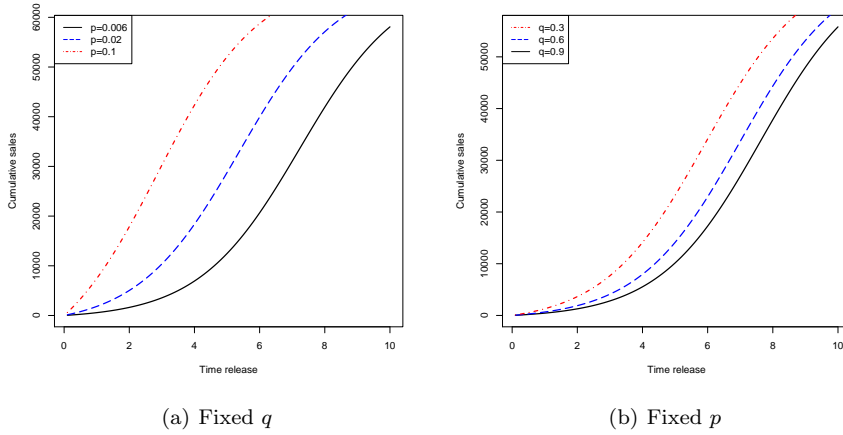 p=0.006
p=0.02
p=0.1
Cumulative sales
60000
50000
40000
30000
20000
10000
0
0 2 4 6 8 10
Time release
(a) Fixed q
q=0.3
q=0.6
q=0.9
Cumulative sales
50000
40000
30000
20000
10000
0
0 2 4 6 8 10
Time release
(b) Fixed p